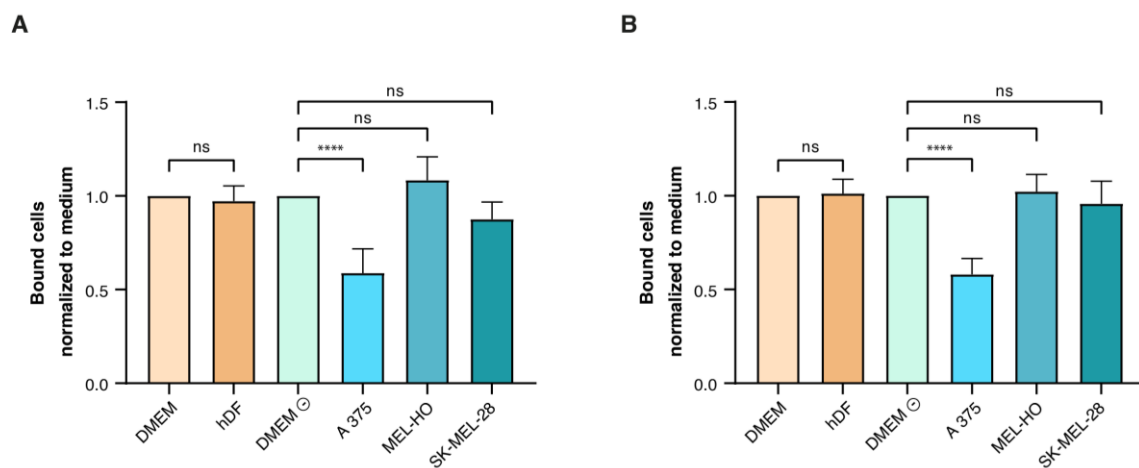 A
Bound cells
normalized to medium
1.5
1.0
0.5
0.0
ns
ns
ns
****
DMEM
hDF
DMEM ⊖
A 375
MEL-HO
SK-MEL-28
B
Bound cells
normalized to medium
1.5
1.0
0.5
0.0
ns
ns
ns
****
DMEM
hDF
DMEM ⊖
A 375
MEL-HO
SK-MEL-28